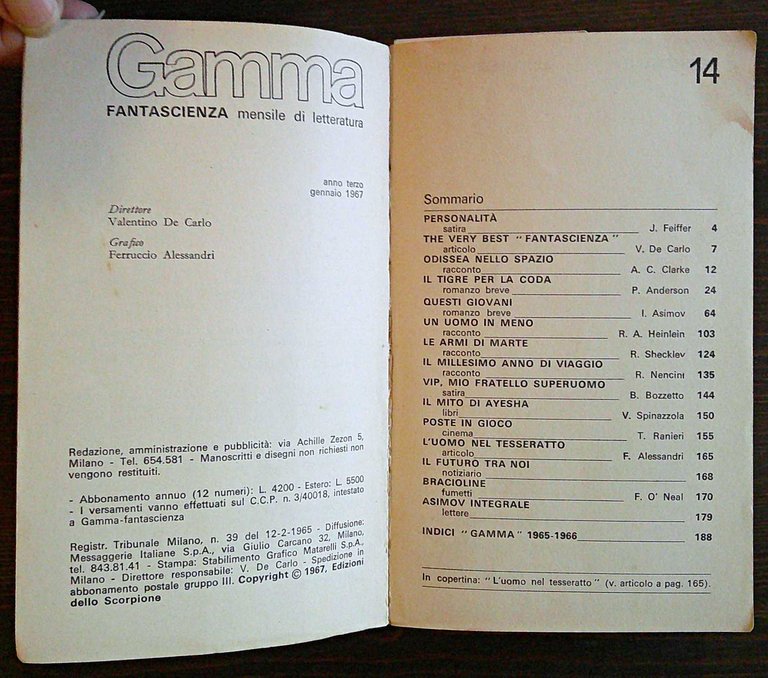 Gamma
FANTASCIENZA mensile di letteratura
anno terzo
gennaio 1967
Direttore
Valentino De Carlo
Grafico
Ferruccio Alessandri
Redazione, amministrazione e pubblicità: via Achille Zezon 5,
Milano - Tel. 654.581 - Manoscritti e disegni non richiesti non
vengono restituiti.
- Abbonamento annuo (12 numeri): L. 4200 - Estero: L. 5500
- I versamenti vanno effettuati sul C.C.P. n. 3/40018, intestato
a Gamma-fantascienza
Registr. Tribunale Milano, n. 39 del 12-2-1965 - Diffusione:
Messaggerie Italiane S.p.A., via Giulio Carcano 32, Milano,
tel. 843.81.41 - Stampa: Stabilimento Grafico Matarelli S.p.A.,
Milano - Direttore responsabile: V. De Carlo - Spedizione in
abbonamento postale gruppo III. Copyright © 1967, Edizioni
dello Scorpione
14
Sommario
PERSONALITÀ
satira J. Feiffer 4
THE VERY BEST "FANTASCIENZA"
articolo V. De Carlo 7
ODISSEA NELLO SPAZIO
racconto A. C. Clarke 12
IL TIGRE PER LA CODA
romanzo breve P. Anderson 24
QUESTI GIOVANI
romanzo breve I. Asimov 64
UN UOMO IN MENO
racconto R. A. Heinlein 103
LE ARMI DI MARTE
racconto R. Sheckley 124
IL MILLESIMO ANNO DI VIAGGIO
racconto R. Nencini 135
VIP, MIO FRATELLO SUPERUOMO
satira B. Bozzetto 144
IL MITO DI AYESHA
libri V. Spinazzola 150
POSTE IN GIOCO
cinema T. Ranieri 155
L'UOMO NEL TESSERATTO
articolo F. Alessandri 165
IL FUTURO TRA NOI
notiziario 168
BRACIOLINE
fumetti F. O' Neal 170
ASIMOV INTEGRALE
lettere 179
INDICI "GAMMA" 1965-1966 188
In copertina: "L'uomo nel tesseratto" (v. articolo a pag. 165).